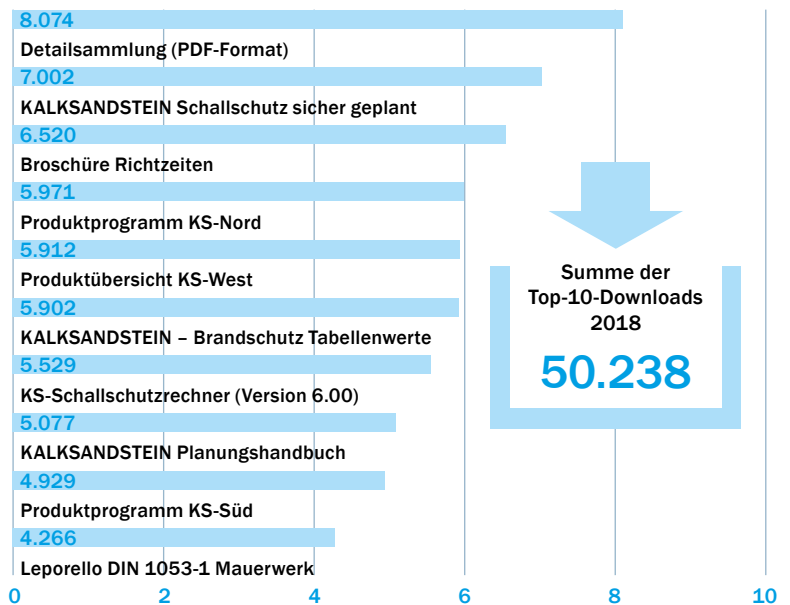 8.074
Detailsammlung (PDF-Format)
7.002
KALKSANDSTEIN Schallschutz sicher geplant
6.520
Broschüre Richtzeiten
5.971
Produktprogramm KS-Nord
5.912
Produktübersicht KS-West
5.902
KALKSANDSTEIN – Brandschutz Tabellenwerte
5.529
KS-Schallschutzrechner (Version 6.00)
5.077
KALKSANDSTEIN Planungshandbuch
4.929
Produktprogramm KS-Süd
4.266
Leporello DIN 1053-1 Mauerwerk
0 2 4 6 8 10
Summe der
Top-10-Downloads
2018
50.238